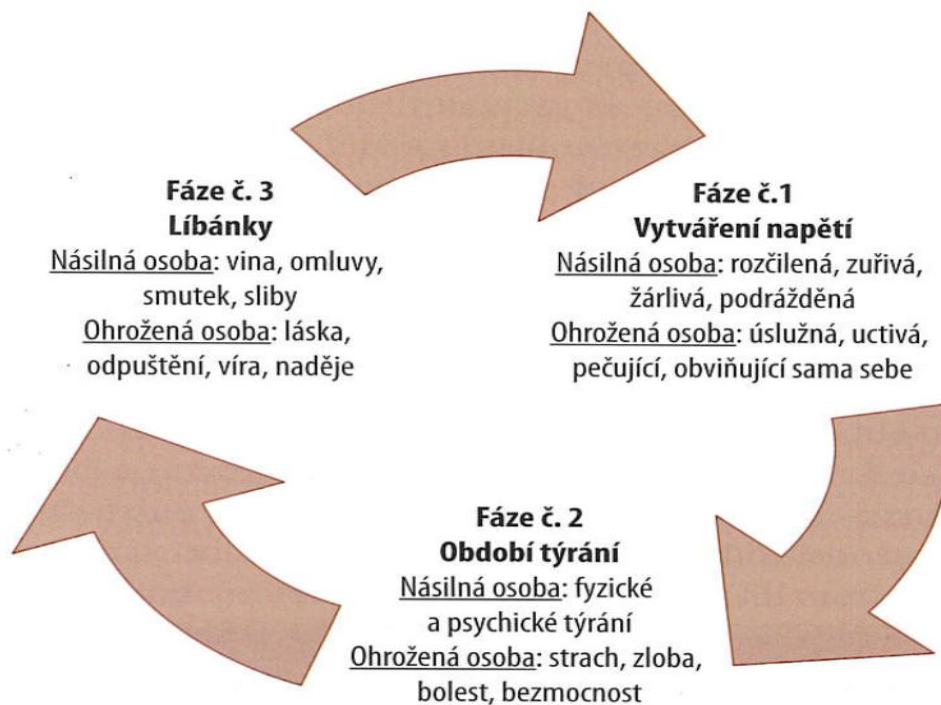 Fáze č. 3
Líbánky
Násilná osoba: vina, omluvy,
smutek, sliby
Ohrožená osoba: láska,
odpuštění, víra, naděje
Fáze č.1
Vytváření napětí
Násilná osoba: rozčilená, zuřivá,
žárlivá, podrážděná
Ohrožená osoba: úslužná, uctivá,
pečující, obviňující sama sebe
Fáze č. 2
Období týrání
Násilná osoba: fyzické
a psychické týrání
Ohrožená osoba: strach, zloba,
bolest, bezmocnost